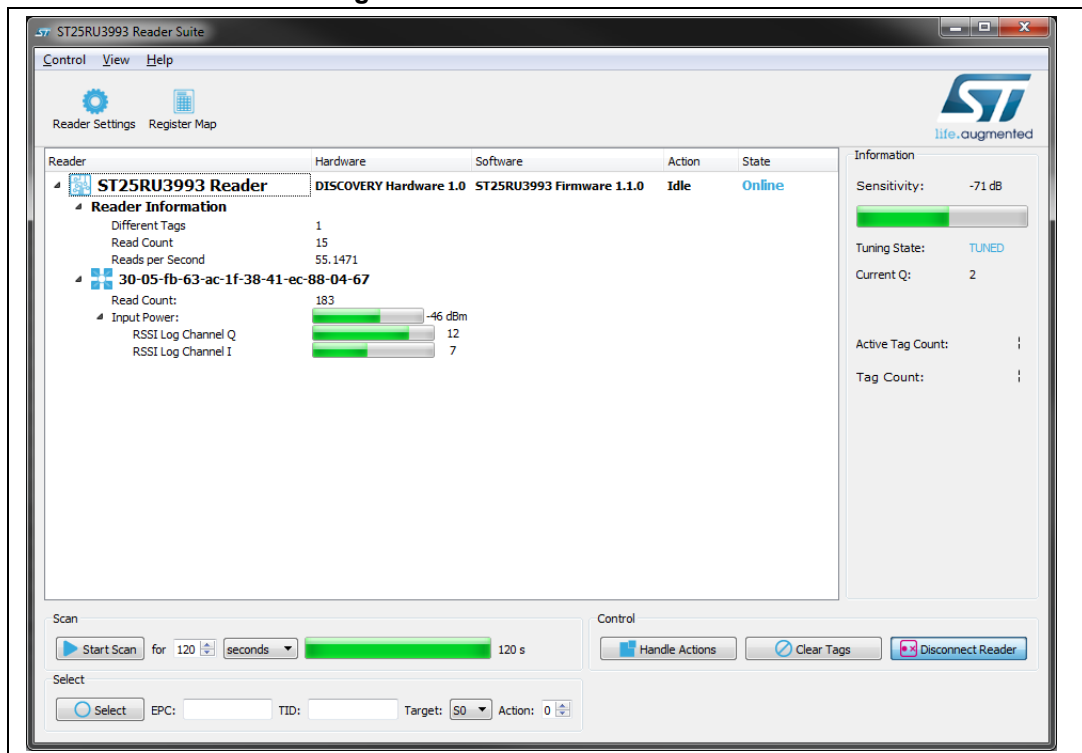 ST25RU3993 Reader Suite
Control View Help
Reader Settings Register Map
ST
life.augmented
Reader Hardware Software Action State
ST25RU3993 Reader DISCOVERY Hardware 1.0 ST25RU3993 Firmware 1.1.0 Idle Online
Reader Information
Different Tags 1
Read Count 15
Reads per Second 55.1471
30-05-fb-63-ac-1f-38-41-ec-88-04-67
Read Count: 183
Input Power: -46 dBm
RSSI Log Channel Q 12
RSSI Log Channel I 7
Information
Sensitivity: -71 dB
Tuning State: TUNED
Current Q: 2
Active Tag Count:
Tag Count:
Scan
Start Scan for 120 seconds 120 s
Control
Handle Actions Clear Tags Disconnect Reader
Select
Select EPC: TID: Target: S0 Action: 0